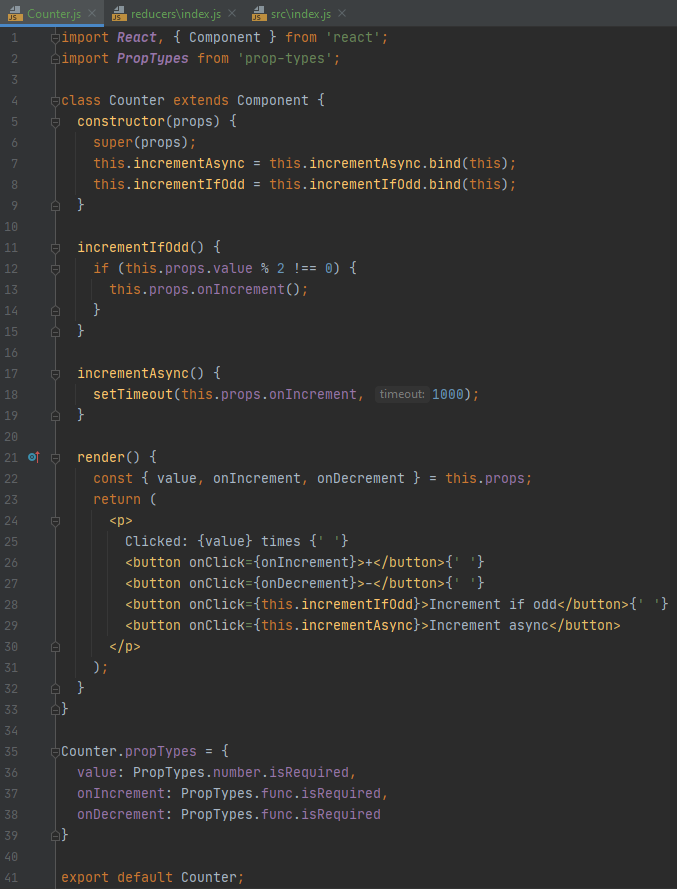 Counter.js reducers\index.js src\index.js
1 import React, { Component } from 'react';
2 import PropTypes from 'prop-types';
3
4 class Counter extends Component {
5   constructor(props) {
6     super(props);
7     this.incrementAsync = this.incrementAsync.bind(this);
8     this.incrementIfOdd = this.incrementIfOdd.bind(this);
9   }
10
11   incrementIfOdd() {
12     if (this.props.value % 2 !== 0) {
13       this.props.onIncrement();
14     }
15   }
16
17   incrementAsync() {
18     setTimeout(this.props.onIncrement, timeout: 1000);
19   }
20
21   render() {
22     const { value, onIncrement, onDecrement } = this.props;
23     return (
24       <p>
25         Clicked: {value} times {' '}
26         <button onClick={onIncrement}>+</button>{' '}
27         <button onClick={onDecrement}>-</button>{' '}
28         <button onClick={this.incrementIfOdd}>Increment if odd</button>{' '}
29         <button onClick={this.incrementAsync}>Increment async</button>
30       </p>
31     );
32   }
33 }
34
35 Counter.propTypes = {
36   value: PropTypes.number.isRequired,
37   onIncrement: PropTypes.func.isRequired,
38   onDecrement: PropTypes.func.isRequired
39 }
40
41 export default Counter;